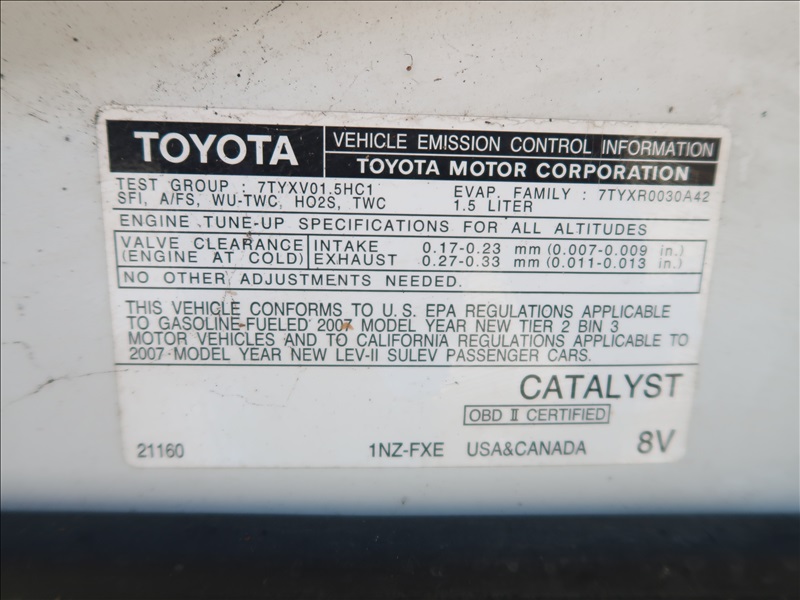 TOYOTA
VEHICLE EMISSION CONTROL INFORMATION
TOYOTA MOTOR CORPORATION
TEST GROUP : 7TYXV01.5HC1 EVAP. FAMILY : 7TYXR0030A42
SFI, A/FS, WU-TWC, HO2S, TWC 1.5 LITER
ENGINE TUNE-UP SPECIFICATIONS FOR ALL ALTITUDES
VALVE CLEARANCE INTAKE 0.17-0.23 mm (0.007-0.009 in.)
(ENGINE AT COLD) EXHAUST 0.27-0.33 mm (0.011-0.013 in.)
NO OTHER ADJUSTMENTS NEEDED.
THIS VEHICLE CONFORMS TO U.S. EPA REGULATIONS APPLICABLE
TO GASOLINE-FUELED 2007 MODEL YEAR NEW TIER 2 BIN 3
MOTOR VEHICLES AND TO CALIFORNIA REGULATIONS APPLICABLE TO
2007 MODEL YEAR NEW LEV-II SULEV PASSENGER CARS.
CATALYST
OBD II CERTIFIED
21160 1NZ-FXE USA&CANADA 8V